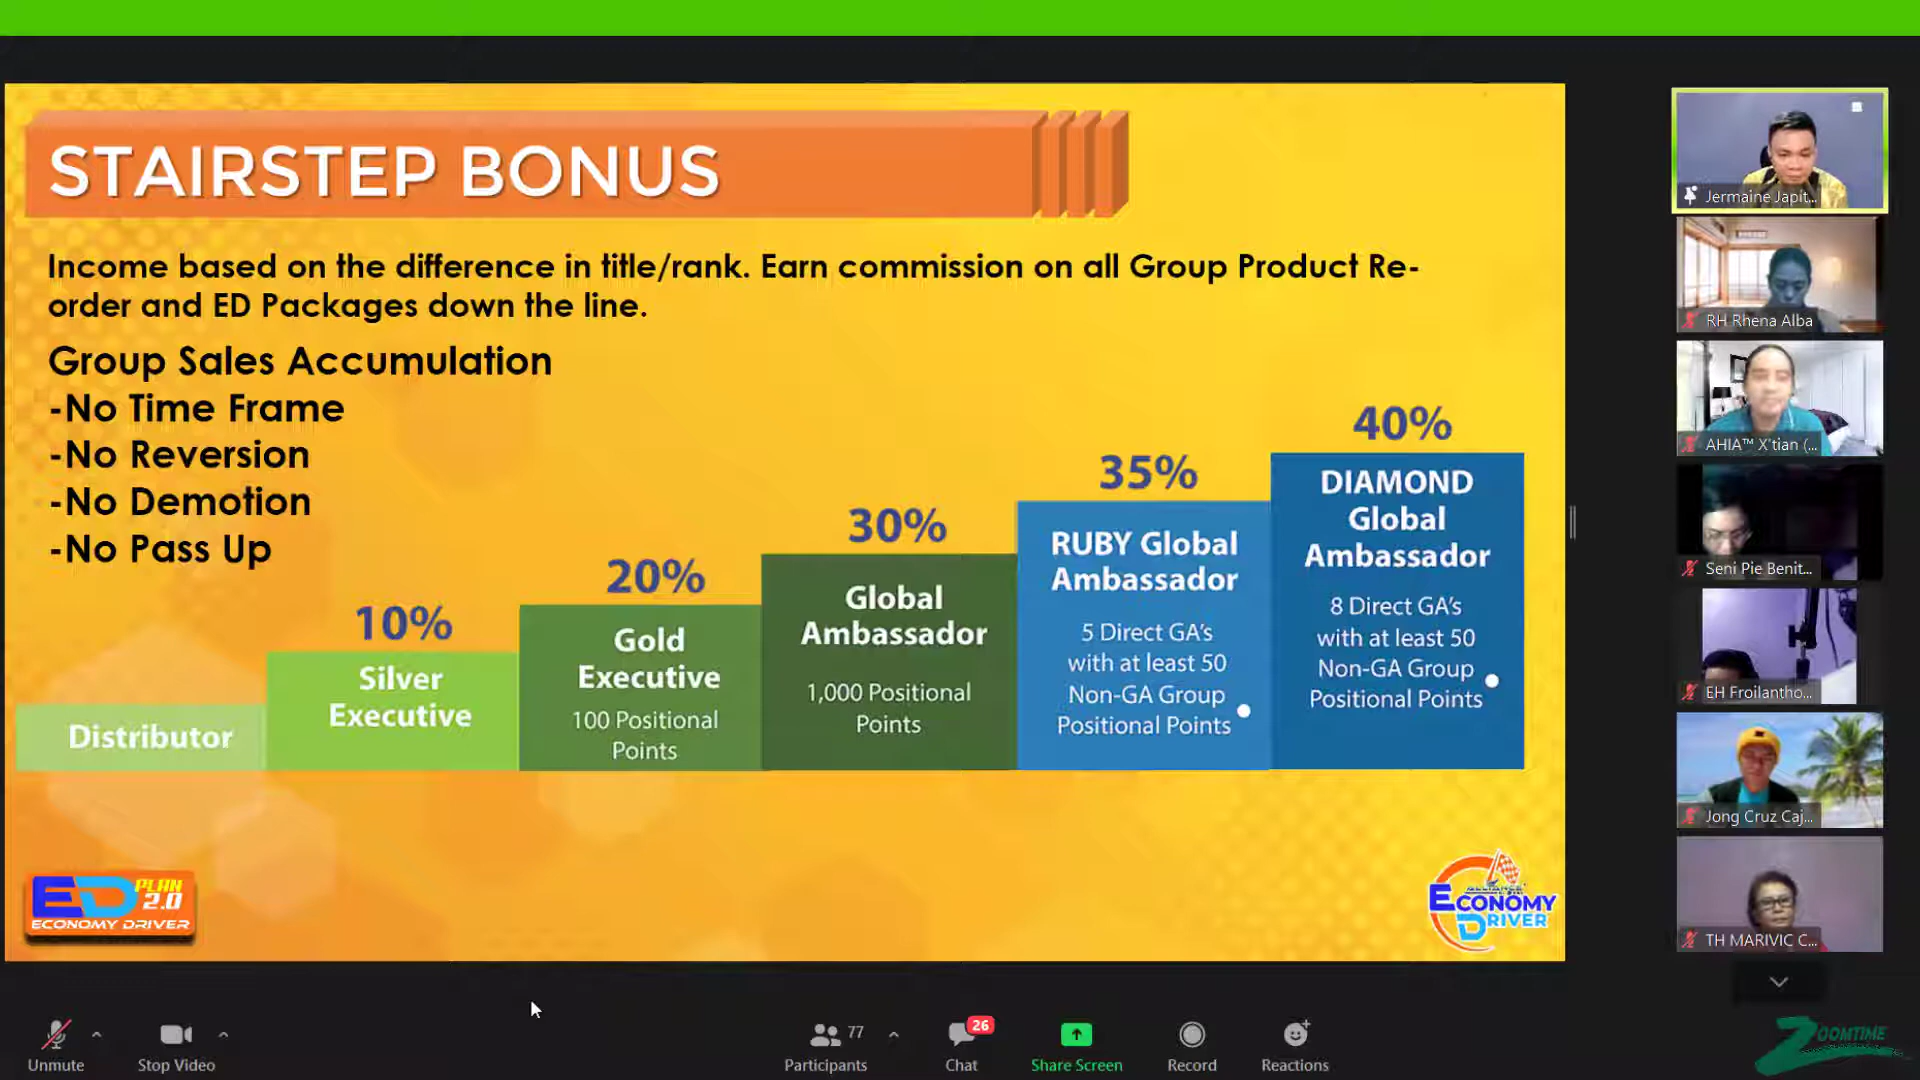 STAIRSTEP BONUS
Income based on the difference in title/rank. Earn commission on all Group Product Re-
order and ED Packages down the line.
Group Sales Accumulation
-No Time Frame
-No Reversion
-No Demotion
-No Pass Up
Distributor
10%
Silver
Executive
20%
Gold
Executive
100 Positional
Points
30%
Global
Ambassador
1,000 Positional
Points
35%
RUBY Global
Ambassador
5 Direct GA's
with at least 50
Non-GA Group
Positional Points
40%
DIAMOND
Global
Ambassador
8 Direct GA's
with at least 50
Non-GA Group
Positional Points
ED PLAN
2.0
ECONOMY DRIVER
ALLIANCE
ECONOMY
DRIVER
Jermaine Japit...
RH Rhena Alba
AHIA™ X'tian (...
Seni Pie Benit...
EH Froilantho...
Jong Cruz Caj...
TH MARIVIC C...
Unmute
Stop Video
77
Participants
26
Chat
Share Screen
Record
Reactions
ZOOMTIME